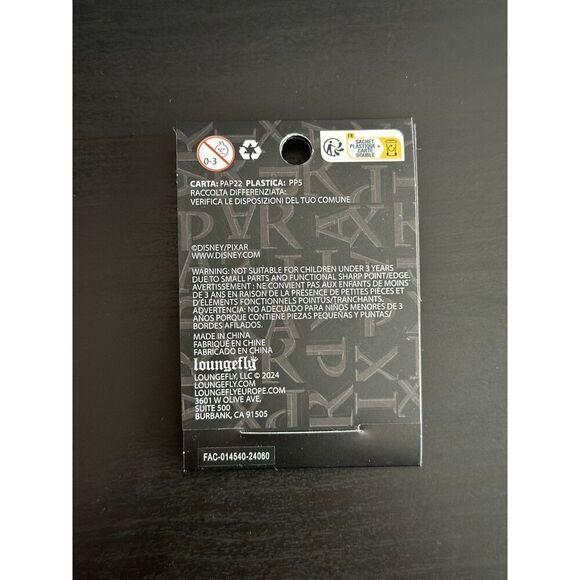 0-3
FR
SACHET
PLASTIQUE +
CARTE
DOUBLE
CARTA: PAP22 PLASTICA: PP5
RACCOLTA DIFFERENZIATA:
VERIFICA LE DISPOSIZIONI DEL TUO COMUNE
©DISNEY/PIXAR
WWW.DISNEY.COM
WARNING: NOT SUITABLE FOR CHILDREN UNDER 3 YEARS
DUE TO SMALL PARTS AND FUNCTIONAL SHARP POINT/EDGE.
AVERTISSEMENT : NE CONVIENT PAS AUX ENFANTS DE MOINS
DE 3 ANS EN RAISON DE LA PRÉSENCE DE PETITES PIÈCES ET
D'ÉLÉMENTS FONCTIONNELS POINTUS/TRANCHANTS.
ADVERTENCIA: NO ADECUADO PARA NIÑOS MENORES DE 3
AÑOS PORQUE CONTIENE PIEZAS PEQUEÑAS Y PUNTAS/
BORDES AFILADOS.
MADE IN CHINA
FABRIQUÉ EN CHINE
FABRICADO EN CHINA
loungefly
LOUNGEFLY, LLC © 2024
LOUNGEFLY.COM
LOUNGEFLYEUROPE.COM
3601 W OLIVE AVE,
SUITE 500
BURBANK, CA 91505
FAC-014540-24060